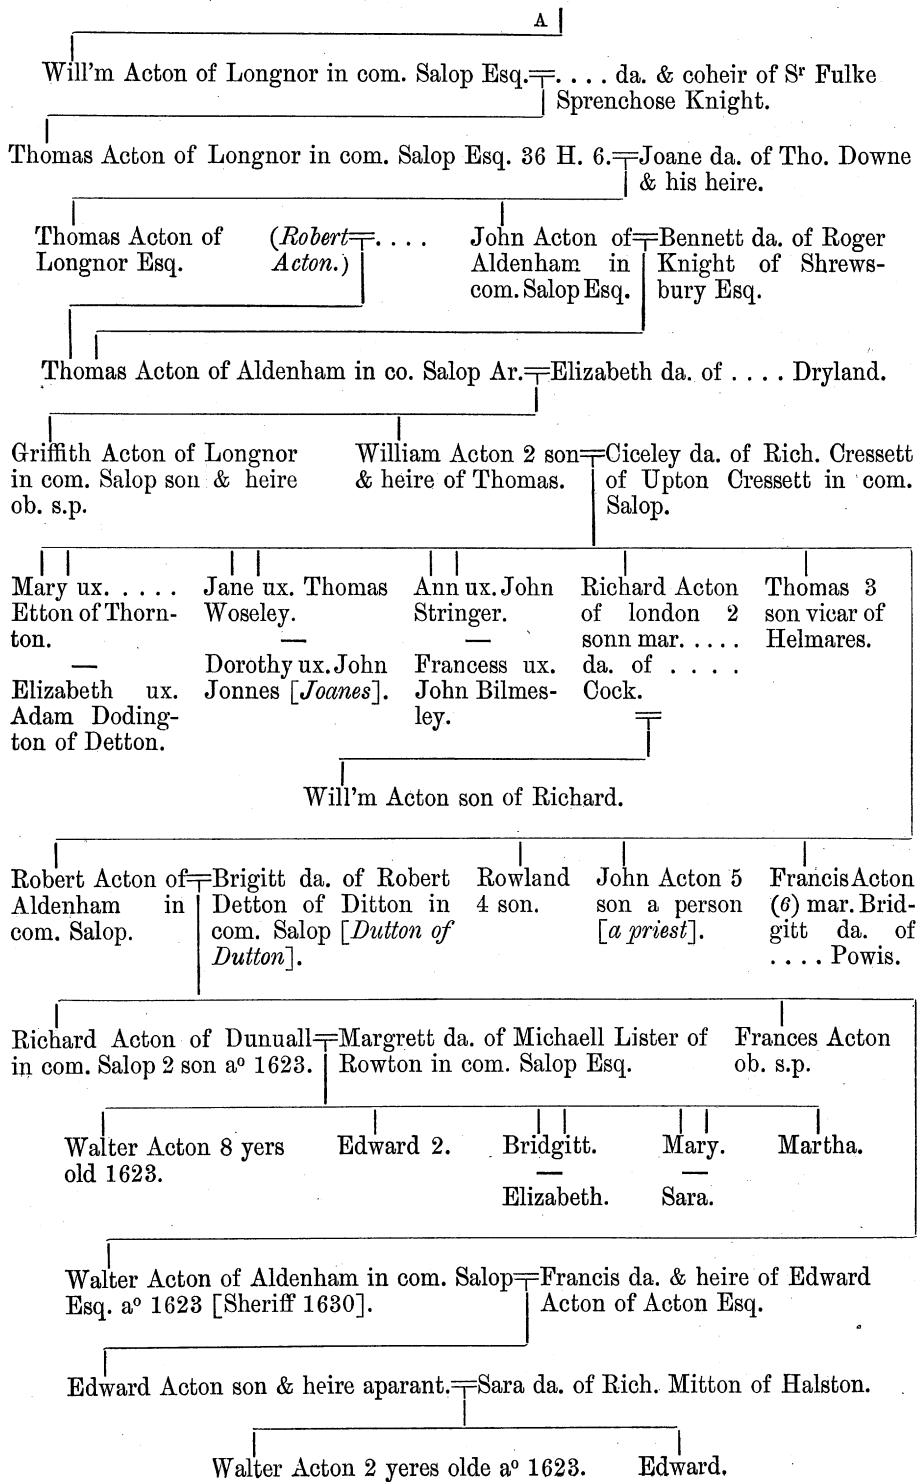 A
Will'm Acton of Longnor in com. Salop Esq. . . . . da. & coheir of Sr Fulke
Sprenchose Knight.
Thomas Acton of Longnor in com. Salop Esq. 36 H. 6. Joane da. of Tho. Downe
& his heire.
Thomas Acton of
Longnor Esq.
(Robert . . . .
Acton.)
John Acton of
Aldenham in
com. Salop Esq.
Bennett da. of Roger
Knight of Shrews-
bury Esq.
Thomas Acton of Aldenham in co. Salop Ar. Elizabeth da. of . . . . Dryland.
Griffith Acton of Longnor
in com. Salop son & heire
ob. s.p.
William Acton 2 son
& heire of Thomas.
Ciceley da. of Rich. Cressett
of Upton Cressett in com.
Salop.
Mary ux. . . . . .
Etton of Thorn-
ton.
—
Elizabeth ux.
Adam Doding-
ton of Detton.
Jane ux. Thomas
Woseley.
—
Dorothy ux. John
Jonnes [Joanes].
Ann ux. John
Stringer.
—
Francess ux.
John Bilmes-
ley.
Richard Acton
of london 2
sonn mar. . . . .
da. of . . . .
Cock.
Thomas 3
son vicar of
Helmares.
Will'm Acton son of Richard.
Robert Acton of
Aldenham in
com. Salop.
Brigitt da. of Robert
Detton of Ditton in
com. Salop [Dutton of
Dutton].
Rowland
4 son.
John Acton 5
son a person
[a priest].
Francis Acton
(6) mar. Brid-
gitt da. of
. . . . Powis.
Richard Acton of Dunuall
in com. Salop 2 son ao 1623.
Margrett da. of Michaell Lister of
Rowton in com. Salop Esq.
Frances Acton
ob. s.p.
Walter Acton 8 yers
old 1623.
Edward 2.
Bridgitt.
—
Elizabeth.
Mary.
—
Sara.
Martha.
Walter Acton of Aldenham in com. Salop
Esq. ao 1623 [Sheriff 1630].
Francis da. & heire of Edward
Acton of Acton Esq.
Edward Acton son & heire aparant. Sara da. of Rich. Mitton of Halston.
Walter Acton 2 yeres olde ao 1623. Edward.